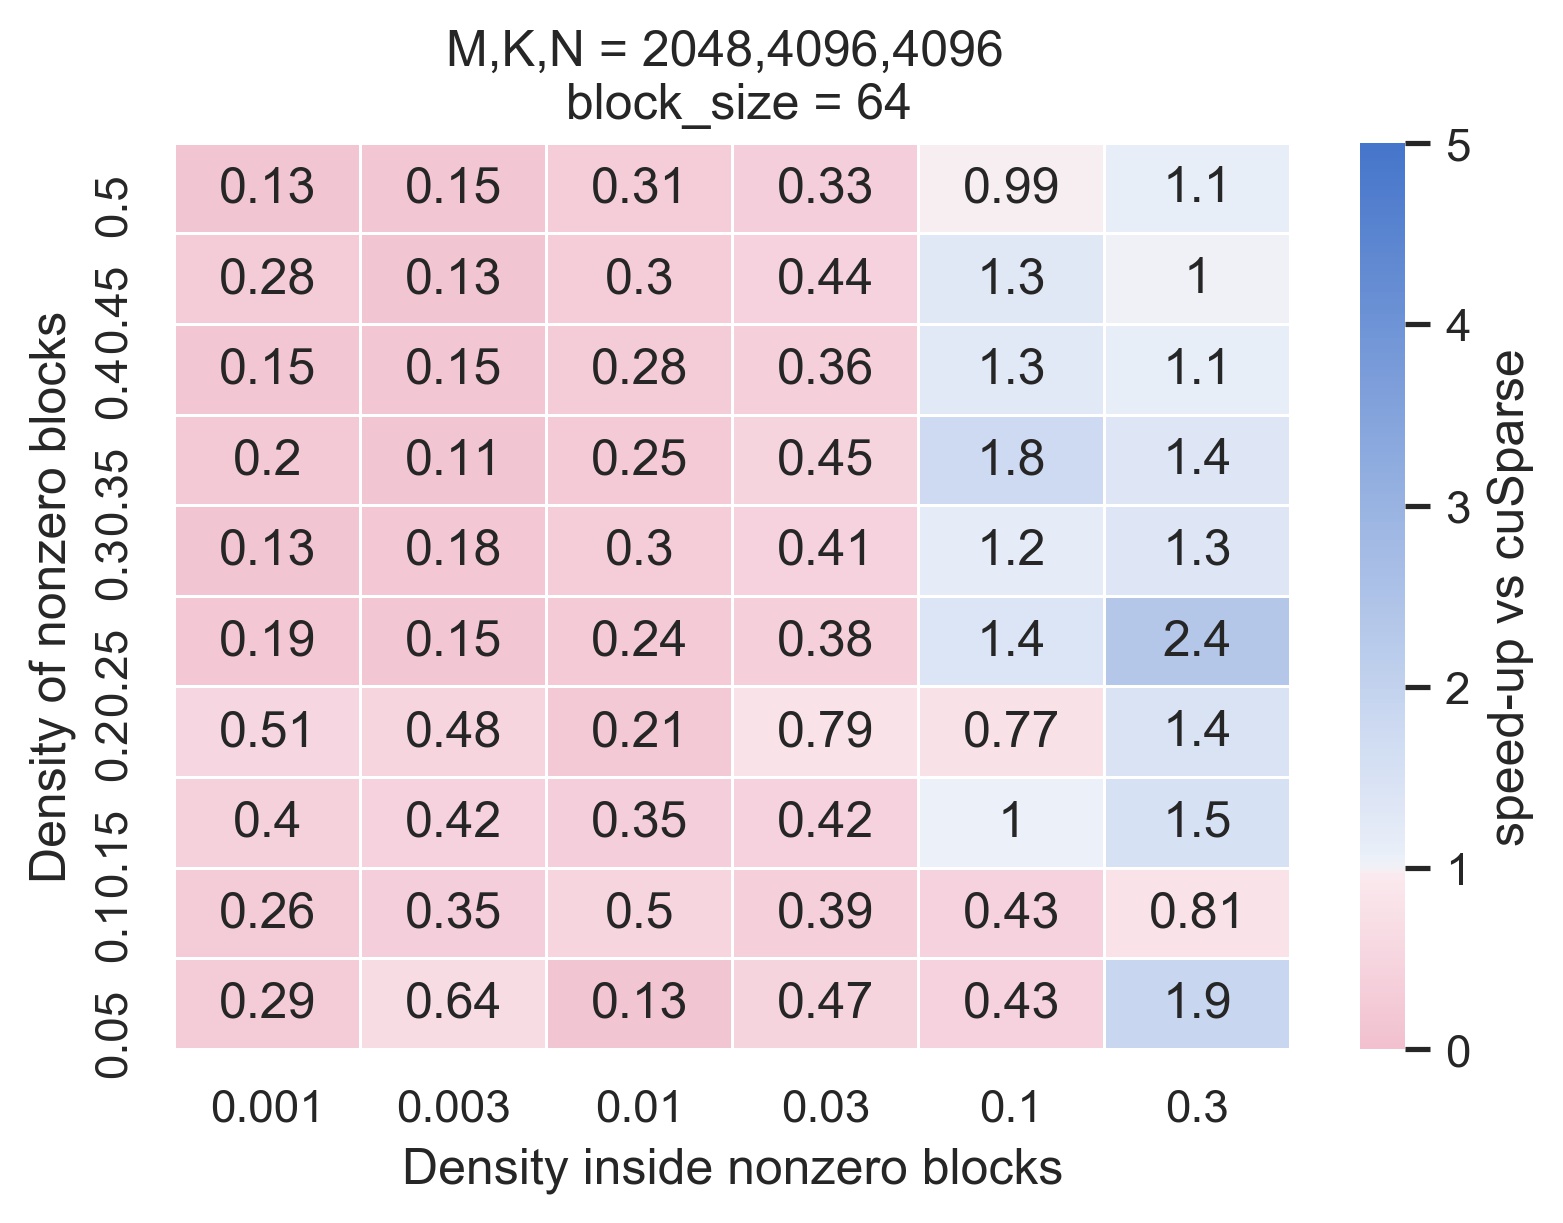 M,K,N = 2048,4096,4096
block_size = 64
Density of nonzero blocks
0.5 0.13 0.15 0.31 0.33 0.99 1.1
0.45 0.28 0.13 0.3 0.44 1.3 1
0.4 0.15 0.15 0.28 0.36 1.3 1.1
0.35 0.2 0.11 0.25 0.45 1.8 1.4
0.3 0.13 0.18 0.3 0.41 1.2 1.3
0.25 0.19 0.15 0.24 0.38 1.4 2.4
0.2 0.51 0.48 0.21 0.79 0.77 1.4
0.15 0.4 0.42 0.35 0.42 1 1.5
0.1 0.26 0.35 0.5 0.39 0.43 0.81
0.05 0.29 0.64 0.13 0.47 0.43 1.9
0.001 0.003 0.01 0.03 0.1 0.3
Density inside nonzero blocks
5
4
3
2
1
0
speed-up vs cuSparse